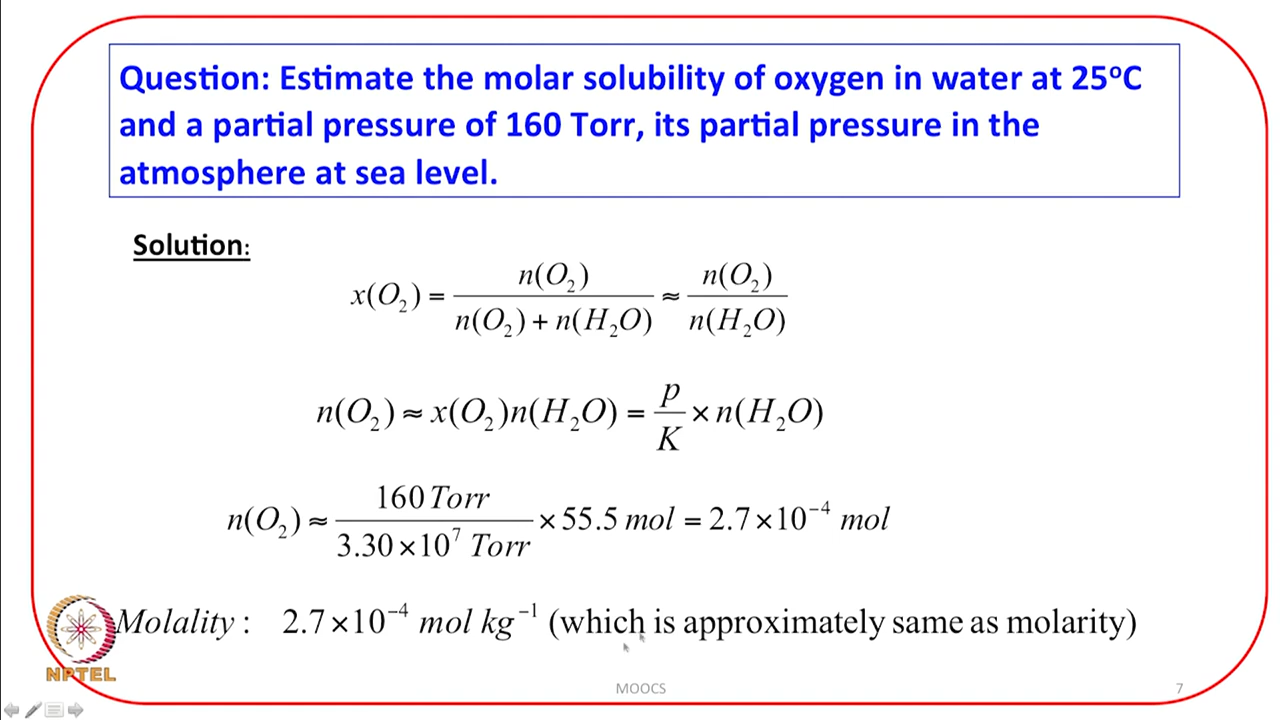 Question: Estimate the molar solubility of oxygen in water at 25°C
and a partial pressure of 160 Torr, its partial pressure in the
atmosphere at sea level.
Solution:
x(O₂) = n(O₂) / (n(O₂) + n(H₂O)) ≈ n(O₂) / n(H₂O)
n(O₂) ≈ x(O₂)n(H₂O) = p/K × n(H₂O)
n(O₂) ≈ 160 Torr / 3.30×10⁷ Torr × 55.5 mol = 2.7×10⁻⁴ mol
Molality : 2.7×10⁻⁴ mol kg⁻¹ (which is approximately same as molarity)
NPTEL
MOOCS
7